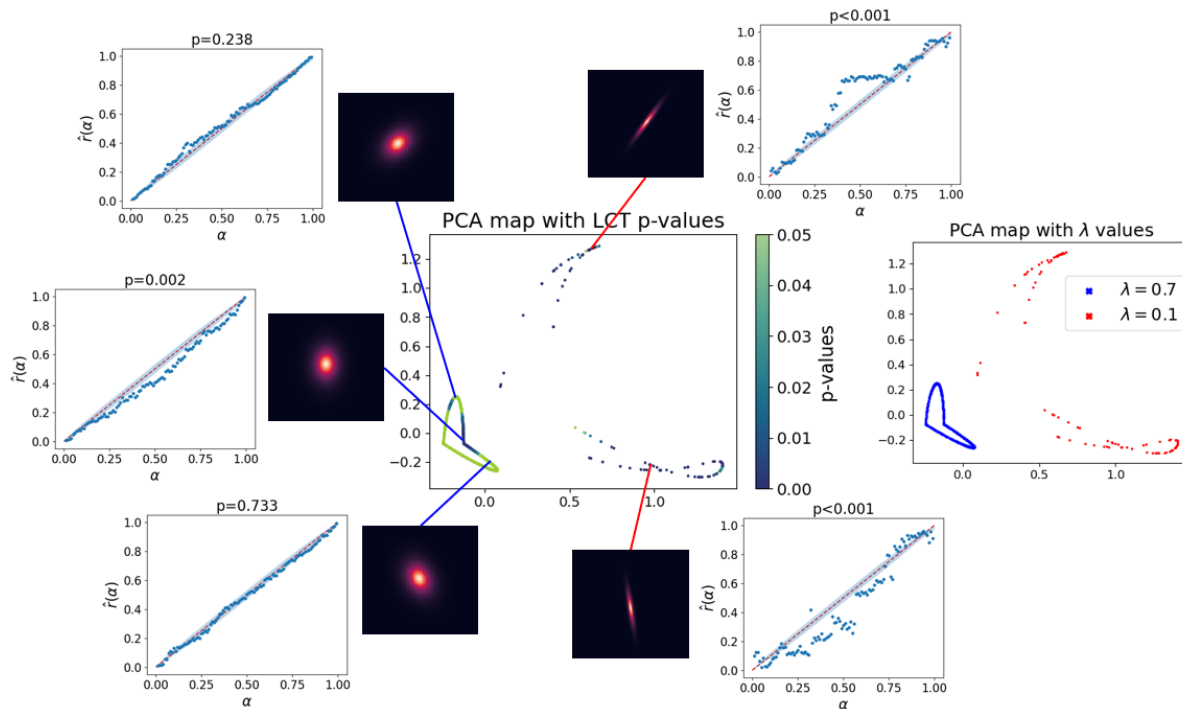 p=0.238
1.0
0.8
0.6
0.4
0.2
0.0
r̂(α)
0.00 0.25 0.50 0.75 1.00
α
p<0.001
1.0
0.8
0.6
0.4
0.2
0.0
r̂(α)
0.00 0.25 0.50 0.75 1.00
α
p=0.002
1.0
0.8
0.6
0.4
0.2
0.0
r̂(α)
0.00 0.25 0.50 0.75 1.00
α
PCA map with LCT p-values
1.2
1.0
0.8
0.6
0.4
0.2
0.0
−0.2
0.0 0.5 1.0
0.05
0.04
0.03
0.02
0.01
0.00
p-values
PCA map with λ values
1.2
1.0
0.8
0.6
0.4
0.2
0.0
−0.2
0.0 0.5 1.0
λ = 0.7
λ = 0.1
p=0.733
1.0
0.8
0.6
0.4
0.2
0.0
r̂(α)
0.00 0.25 0.50 0.75 1.00
α
p<0.001
1.0
0.8
0.6
0.4
0.2
0.0
r̂(α)
0.00 0.25 0.50 0.75 1.00
α